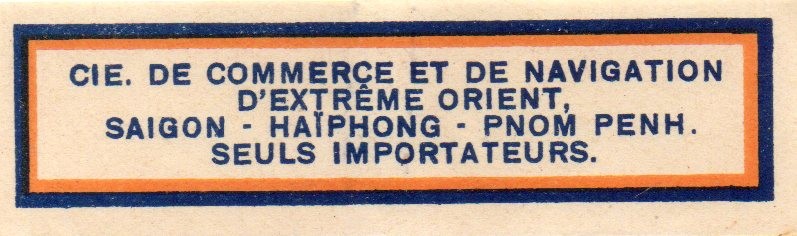 CIE. DE COMMERCE ET DE NAVIGATION
D'EXTRÊME ORIENT,
SAIGON - HAÏPHONG - PNOM PENH.
SEULS IMPORTATEURS.